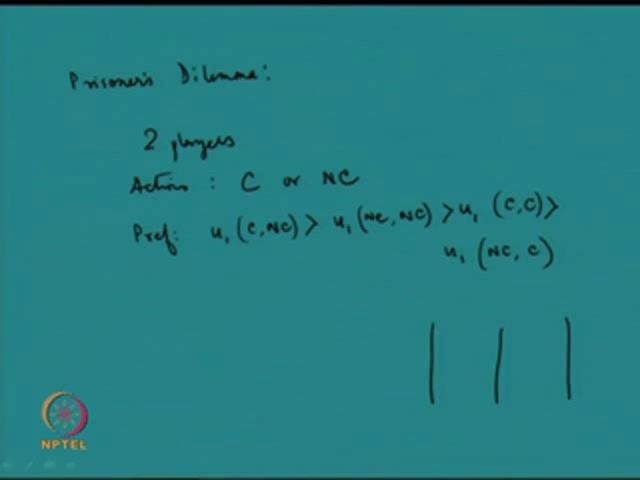 Prisoner's Dilemma:
2 players
Actions : C or NC
Pref: u₁ (C,NC) > u₁ (NC, NC) > u₁ (C,C) >
u₁ (NC, C)
NPTEL